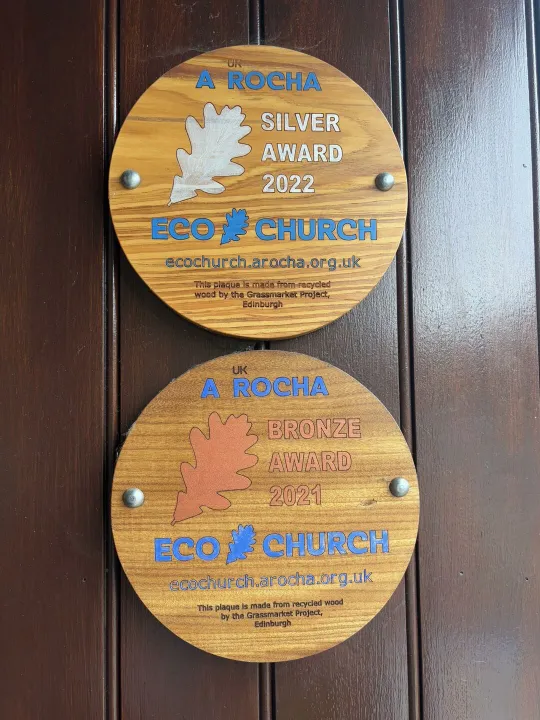 UK
A ROCHA
SILVER
AWARD
2022
ECO CHURCH
ecochurch.arocha.org.uk
This plaque is made from recycled
wood by the Grassmarket Project,
Edinburgh
UK
A ROCHA
BRONZE
AWARD
2021
ECO CHURCH
ecochurch.arocha.org.uk
This plaque is made from recycled wood
by the Grassmarket Project,
Edinburgh